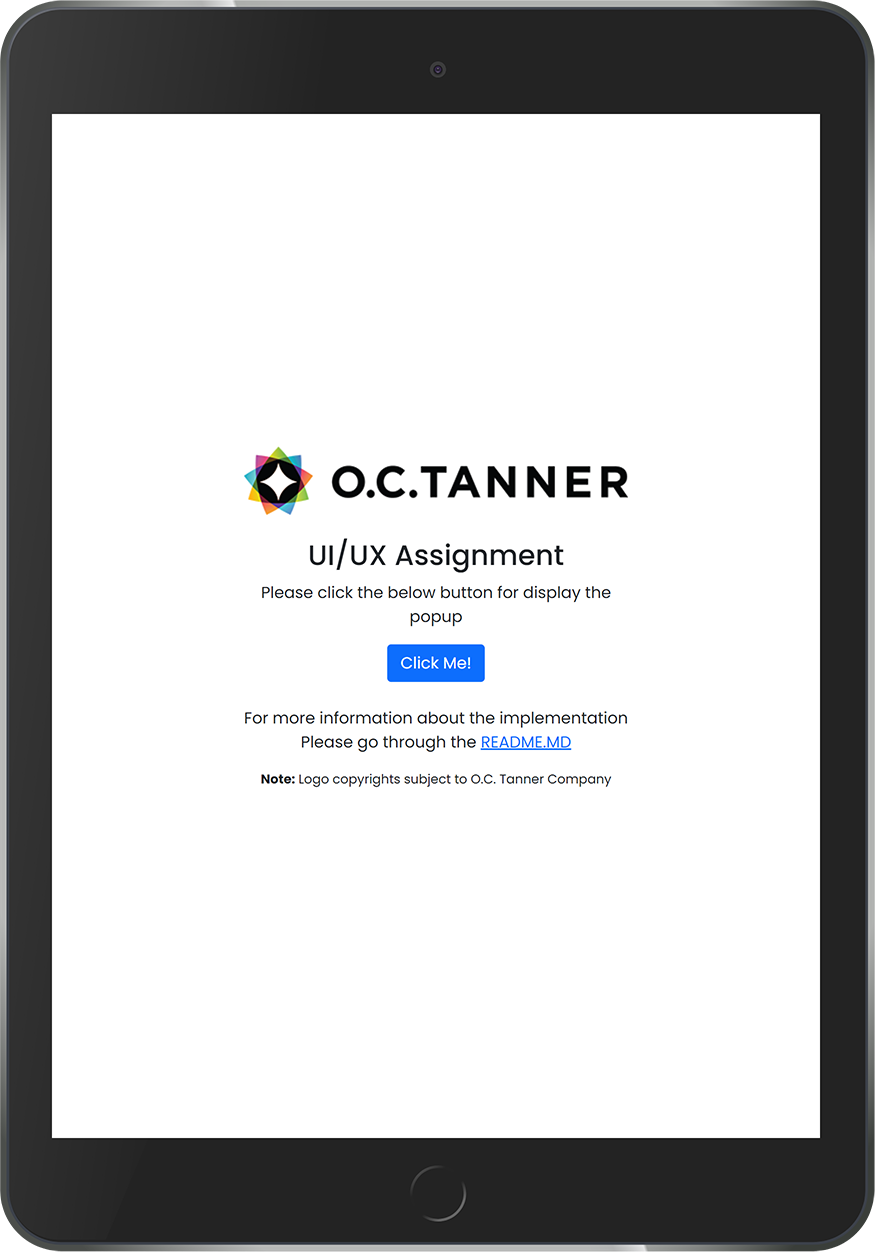 O.C.TANNER
UI/UX Assignment
Please click the below button for display the
popup
Click Me!
For more information about the implementation
Please go through the README.MD
Note: Logo copyrights subject to O.C. Tanner Company